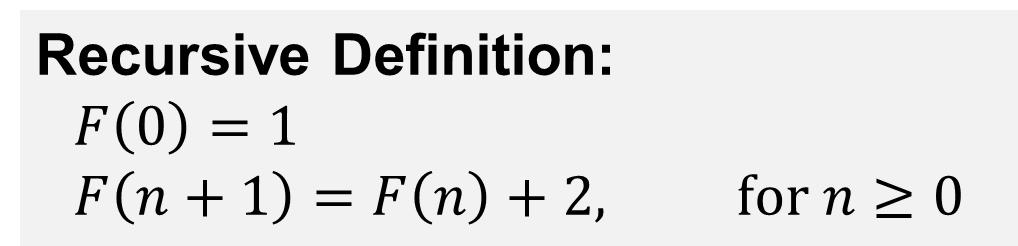 Recursive Definition:
F(0) = 1
F(n + 1) = F(n) + 2, for n ≥ 0